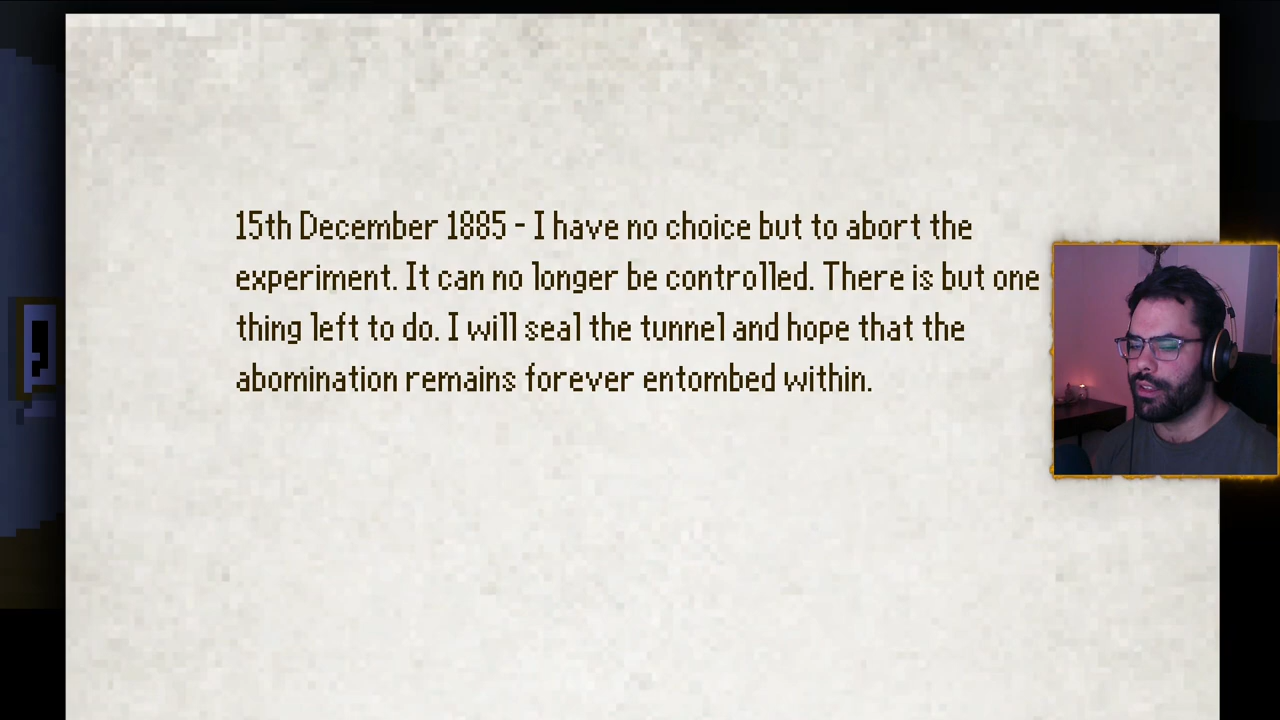 15th December 1885 - I have no choice but to abort the
experiment. It can no longer be controlled. There is but one
thing left to do. I will seal the tunnel and hope that the
abomination remains forever entombed within.